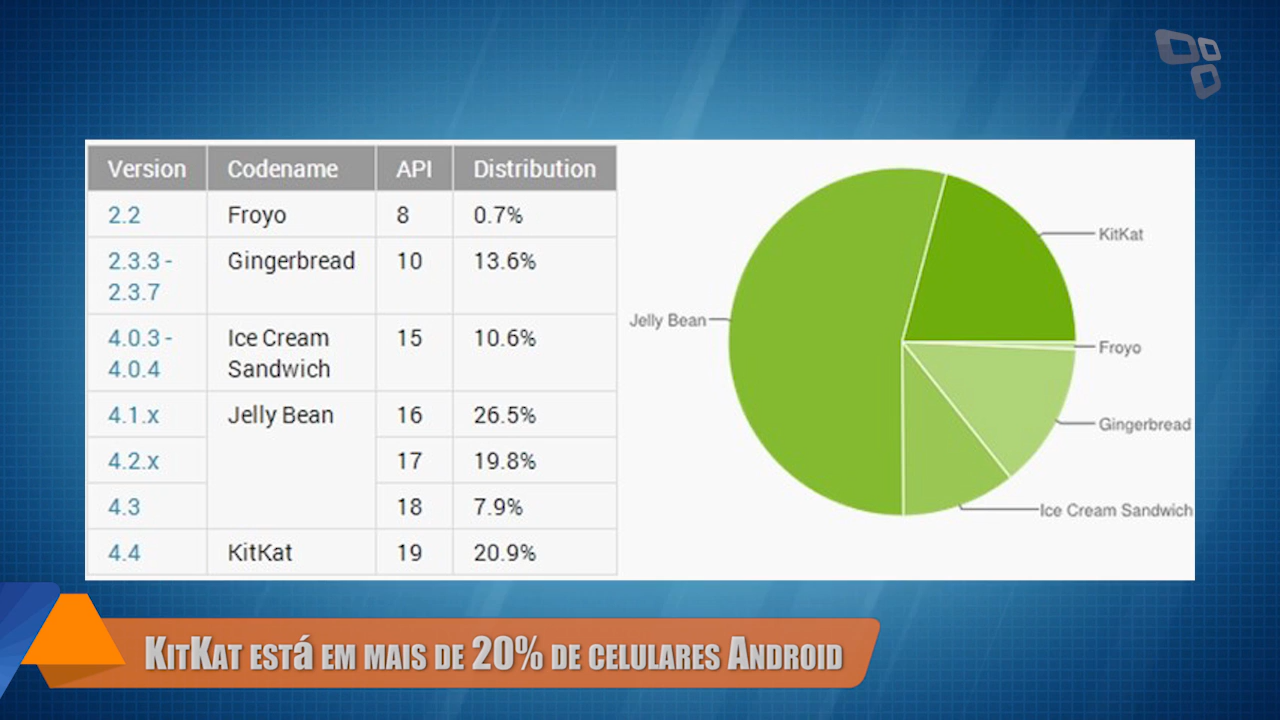 Version Codename API Distribution
2.2 Froyo 8 0.7%
2.3.3 - Gingerbread 10 13.6%
2.3.7
4.0.3 - Ice Cream 15 10.6%
4.0.4 Sandwich
4.1.x Jelly Bean 16 26.5%
4.2.x 17 19.8%
4.3 18 7.9%
4.4 KitKat 19 20.9%
KitKat
Jelly Bean
Froyo
Gingerbread
Ice Cream Sandwich
KitKat está em mais de 20% de celulares Android